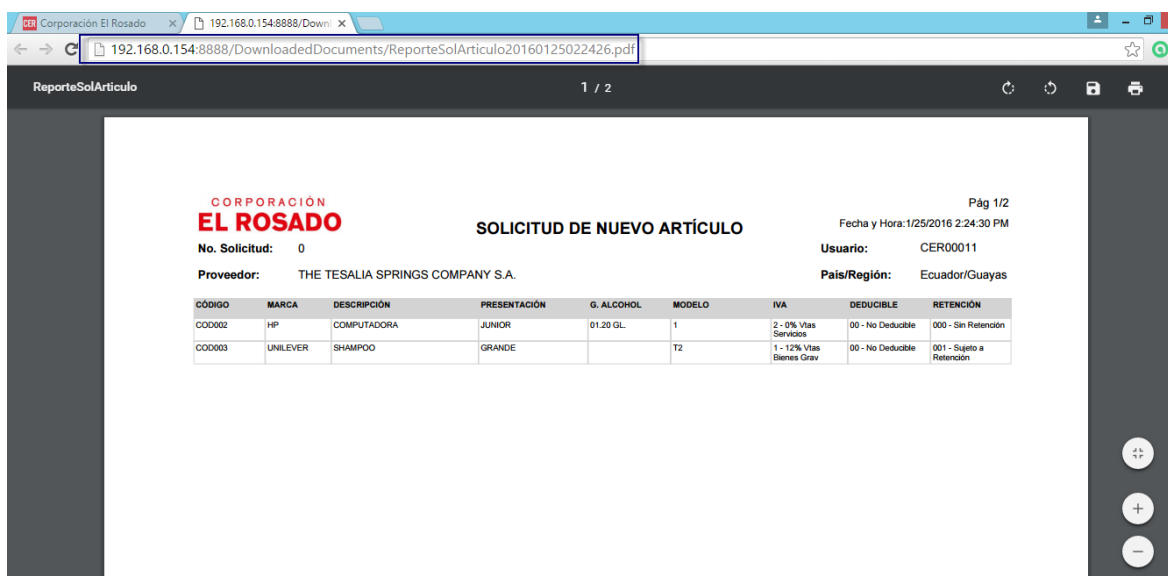 CER Corporación El Rosado
192.168.0.154:8888/Downl
192.168.0.154:8888/DownloadedDocuments/ReporteSolArticulo20160125022426.pdf
ReporteSolArticulo
1 / 2
CORPORACIÓN
EL ROSADO
Pág 1/2
SOLICITUD DE NUEVO ARTÍCULO
Fecha y Hora:1/25/2016 2:24:30 PM
No. Solicitud: 0
Usuario: CER00011
Proveedor: THE TESALIA SPRINGS COMPANY S.A.
País/Región: Ecuador/Guayas
CÓDIGO MARCA DESCRIPCIÓN PRESENTACIÓN G. ALCOHOL MODELO IVA DEDUCIBLE RETENCIÓN
COD002 HP COMPUTADORA JUNIOR 01.20 GL. 1 2 - 0% Vtas 00 - No Deducible 000 - Sin Retención
Servicios
COD003 UNILEVER SHAMPOO GRANDE T2 1 - 12% Vtas 00 - No Deducible 001 - Sujeto a
Bienes Grav Retención